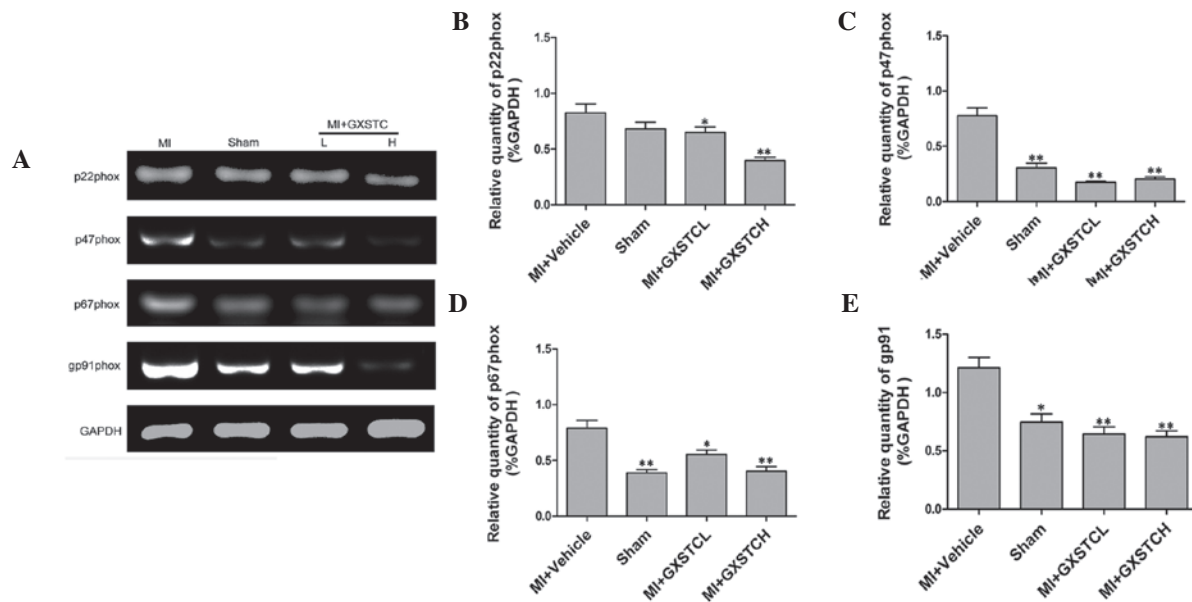 A
MI+GXSTC
MI Sham L H
p22phox
p47phox
p67phox
gp91phox
GAPDH
B
Relative quantity of p22phox
(%GAPDH)
1.5
1.0
0.5
0.0
*
**
MI+Vehicle
Sham
MI+GXSTCL
MI+GXSTCH
C
Relative quantity of p47phox
(%GAPDH)
1.5
1.0
0.5
0.0
**
**
**
MI+Vehicle
Sham
MI+GXSTCL
MI+GXSTCH
D
Relative quantity of p67phox
(%GAPDH)
1.5
1.0
0.5
0.0
**
*
**
MI+Vehicle
Sham
MI+GXSTCL
MI+GXSTCH
E
Relative quantity of gp91
(%GAPDH)
1.5
1.0
0.5
0.0
*
**
**
MI+Vehicle
Sham
MI+GXSTCL
MI+GXSTCH